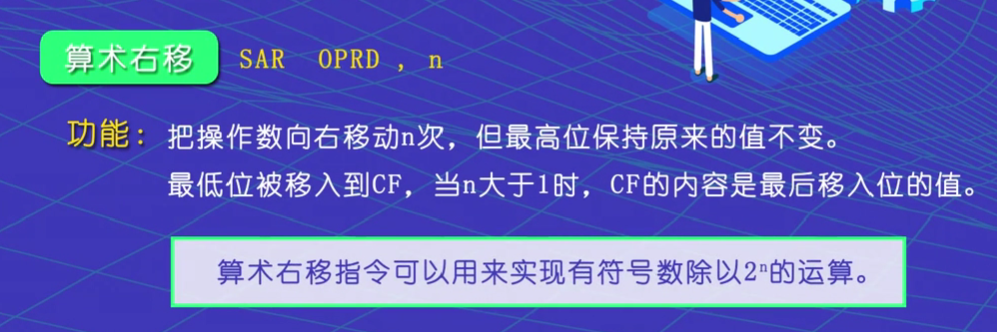 算术右移 SAR OPRD , n
功能：把操作数向右移动n次，但最高位保持原来的值不变。
最低位被移入到CF，当n大于1时，CF的内容是最后移入位的值。
算术右移指令可以用来实现有符号数除以2ⁿ的运算。